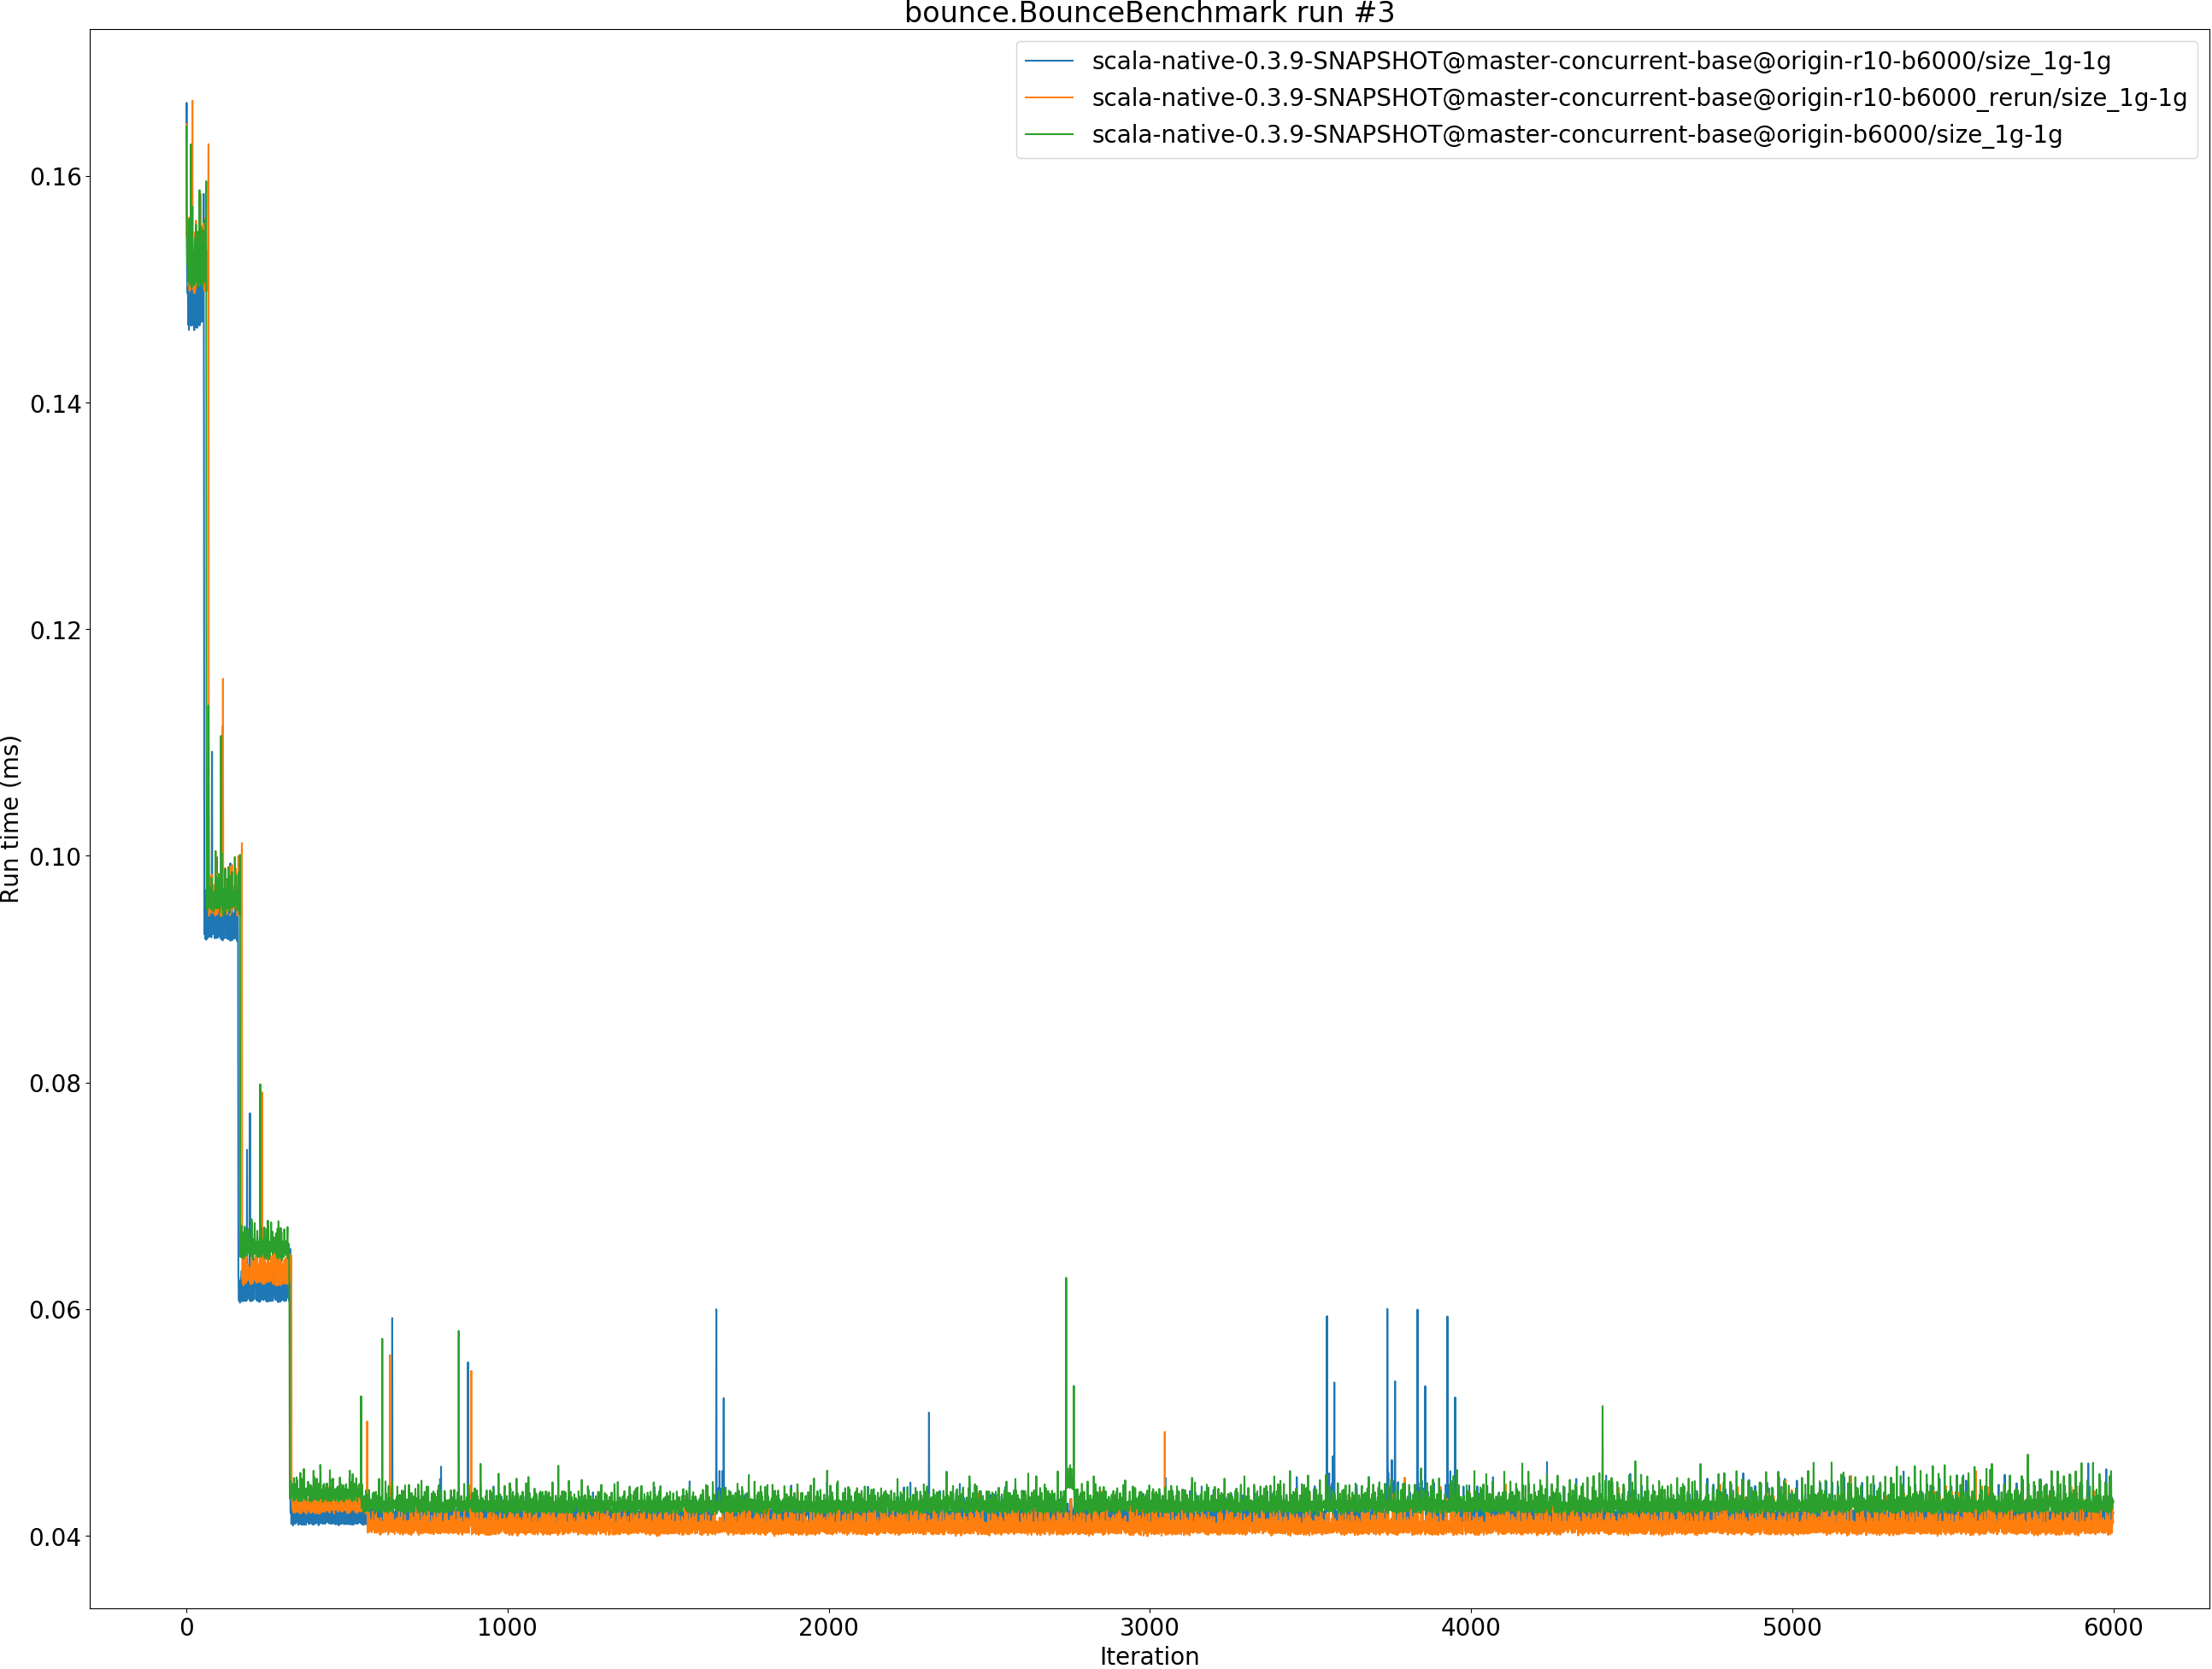 bounce.BounceBenchmark run #3
scala-native-0.3.9-SNAPSHOT@master-concurrent-base@origin-r10-b6000/size_1g-1g
scala-native-0.3.9-SNAPSHOT@master-concurrent-base@origin-r10-b6000_rerun/size_1g-1g
scala-native-0.3.9-SNAPSHOT@master-concurrent-base@origin-b6000/size_1g-1g
Run time (ms)
0.16
0.14
0.12
0.10
0.08
0.06
0.04
0 1000 2000 3000 4000 5000 6000
Iteration